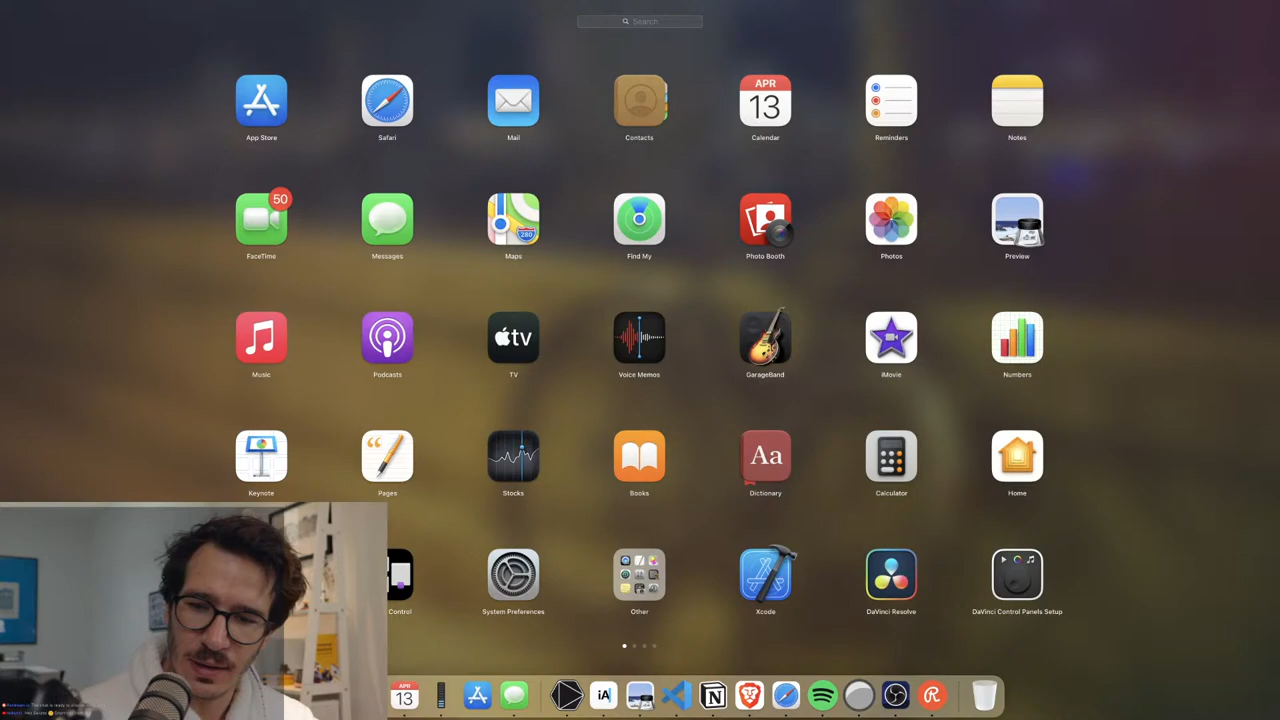 Search
App Store
Safari
Mail
Contacts
APR
13
Calendar
Reminders
Notes
50
FaceTime
Messages
280
Maps
Find My
Photo Booth
Photos
Preview
Music
Podcasts
tv
TV
Voice Memos
GarageBand
iMovie
Numbers
Keynote
Pages
Stocks
Books
Aa
Dictionary
Calculator
Home
Control
System Preferences
Other
Xcode
DaVinci Resolve
DaVinci Control Panels Setup
APR
13
iA
N
R